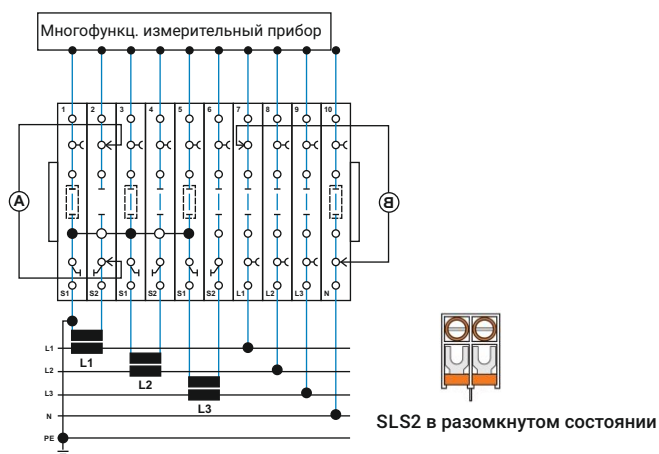 Многофункц. измерительный прибор
1 2 3 4 5 6 7 8 9 10
A B
S1 S2 S1 S2 S1 S2 L1 L2 L3 N
L1
L1
L2
L2
L3
L3
N
PE
SLS2 в разомкнутом состоянии